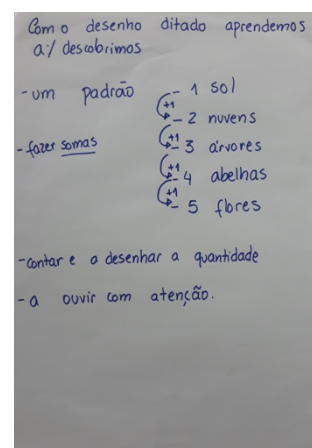 Com o desenho ditado aprendemos
a:/ descobrimos
- um padrão
- 1 sol
+1
- 2 nuvens
- fazer somas
+1
- 3 árvores
+1
- 4 abelhas
+1
- 5 flores
- contar e a desenhar a quantidade
- a ouvir com atenção.